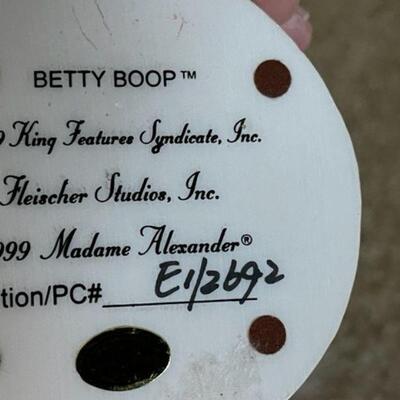 BETTY BOOP™
King Features Syndicate, Inc.
Fleischer Studios, Inc.
999 Madame Alexander®
tion/PC# E1/2692